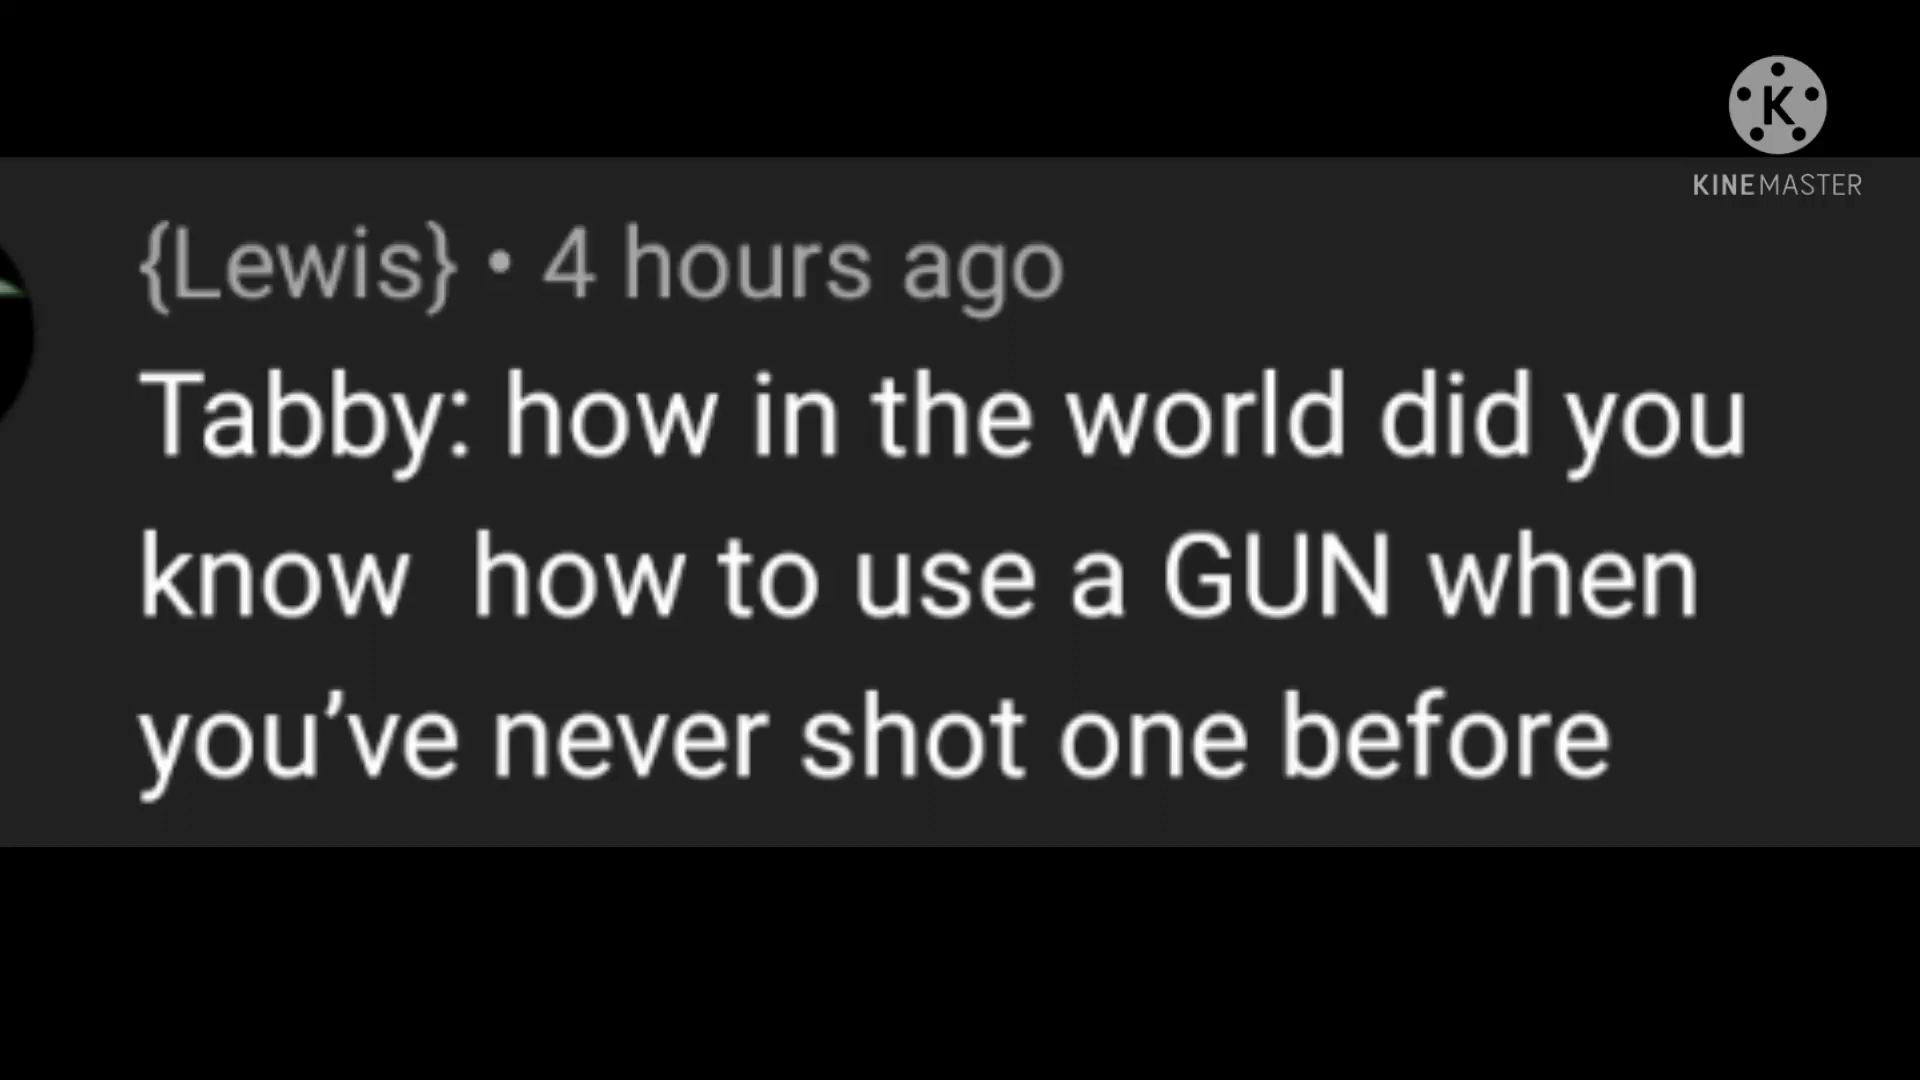 K
KINEMASTER
{Lewis} • 4 hours ago
Tabby: how in the world did you
know  how to use a GUN when
you’ve never shot one before